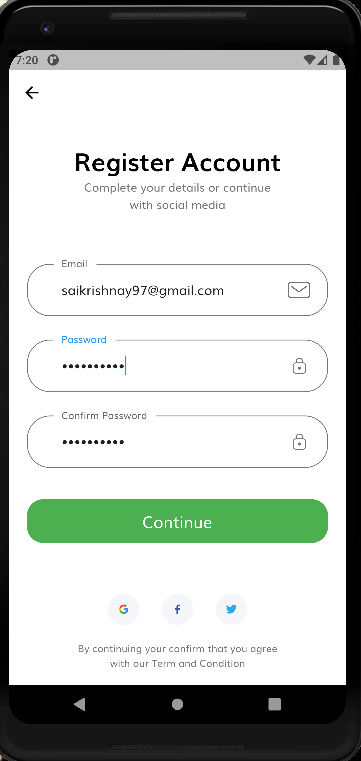 7:20
Register Account
Complete your details or continue
with social media
Email
saikrishnay97@gmail.com
Password
••••••••••
Confirm Password
••••••••••
Continue
By continuing your confirm that you agree
with our Term and Condition